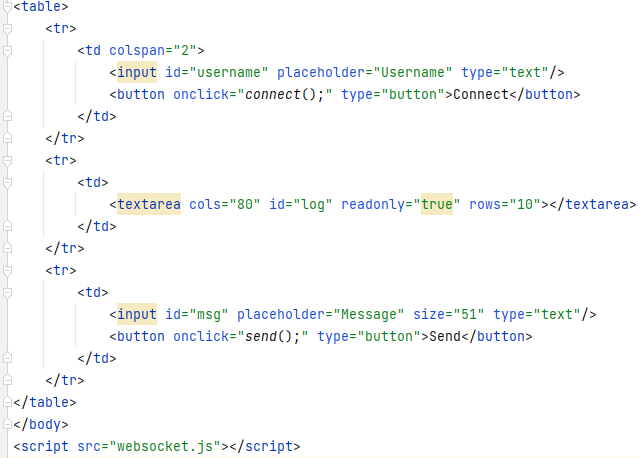 <table>
    <tr>
        <td colspan="2">
            <input id="username" placeholder="Username" type="text"/>
            <button onclick="connect();" type="button">Connect</button>
        </td>
    </tr>
    <tr>
        <td>
            <textarea cols="80" id="log" readonly="true" rows="10"></textarea>
        </td>
    </tr>
    <tr>
        <td>
            <input id="msg" placeholder="Message" size="51" type="text"/>
            <button onclick="send();" type="button">Send</button>
        </td>
    </tr>
</table>
</body>
<script src="websocket.js"></script>